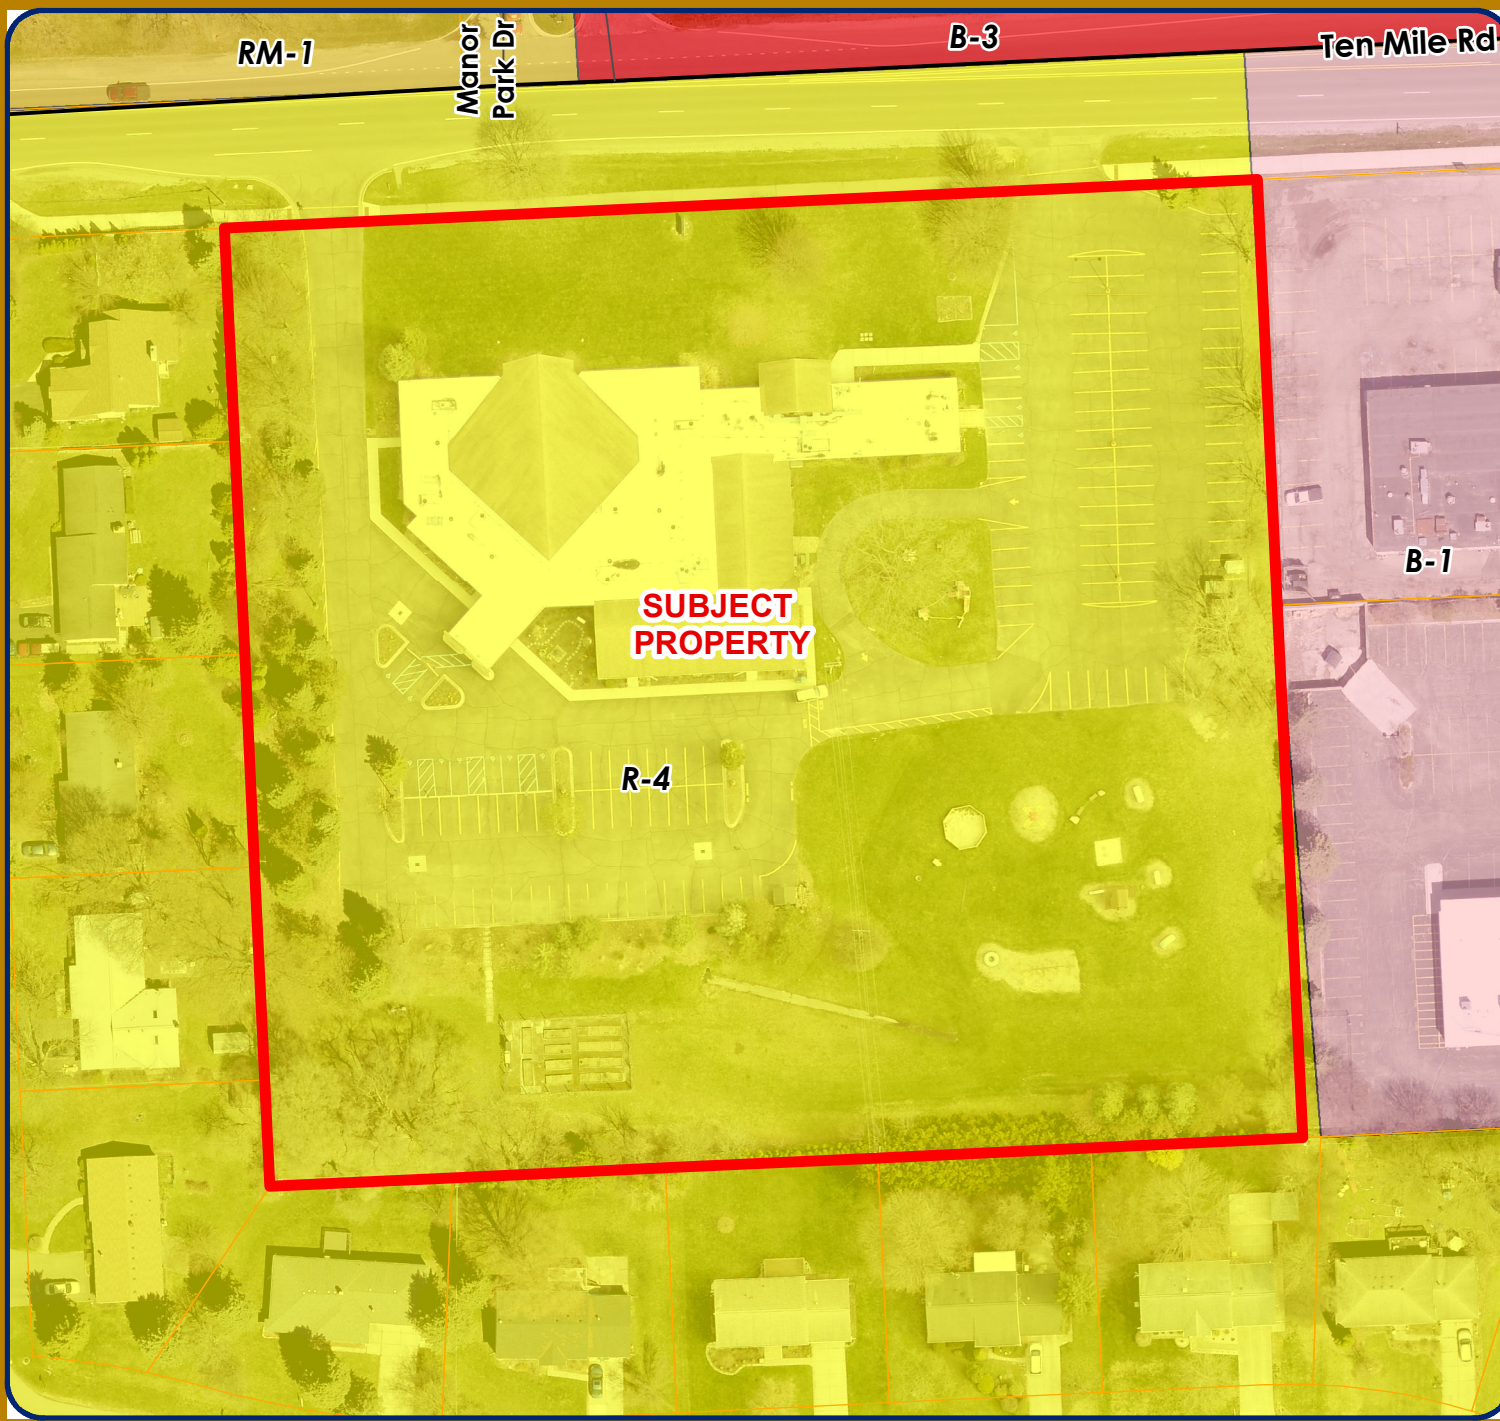 RM-1
Manor
Park Dr
B-3
Ten Mile Rd
B-1
SUBJECT
PROPERTY
R-4